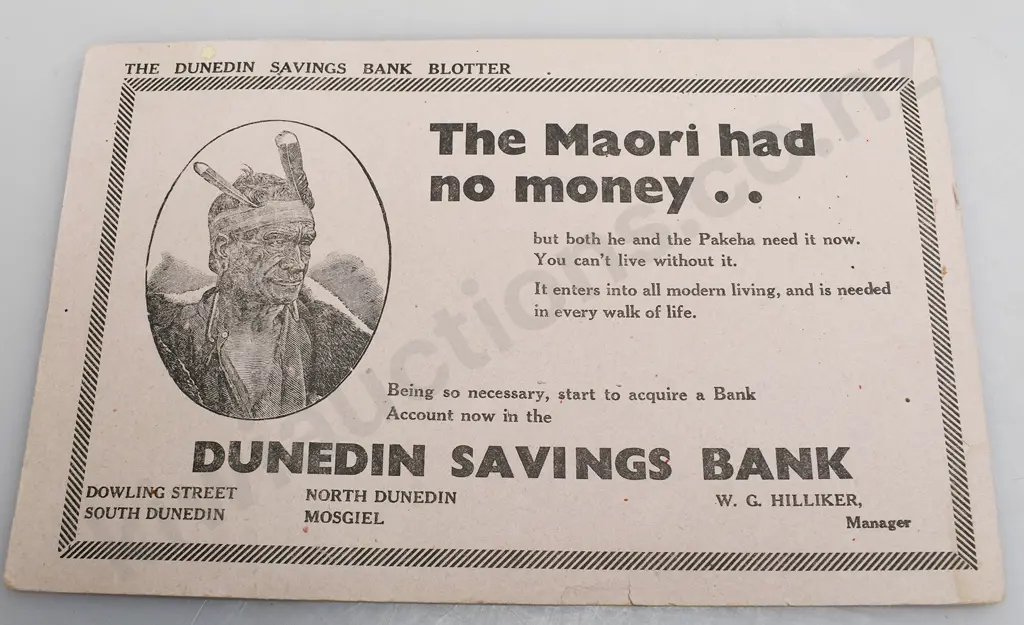 THE DUNEDIN SAVINGS BANK BLOTTER
The Maori had
no money . .
but both he and the Pakeha need it now.
You can't live without it.
It enters into all modern living, and is needed
in every walk of life.
Being so necessary, start to acquire a Bank
Account now in the
DUNEDIN SAVINGS BANK
DOWLING STREET
SOUTH DUNEDIN
NORTH DUNEDIN
MOSGIEL
W. G. HILLIKER,
Manager